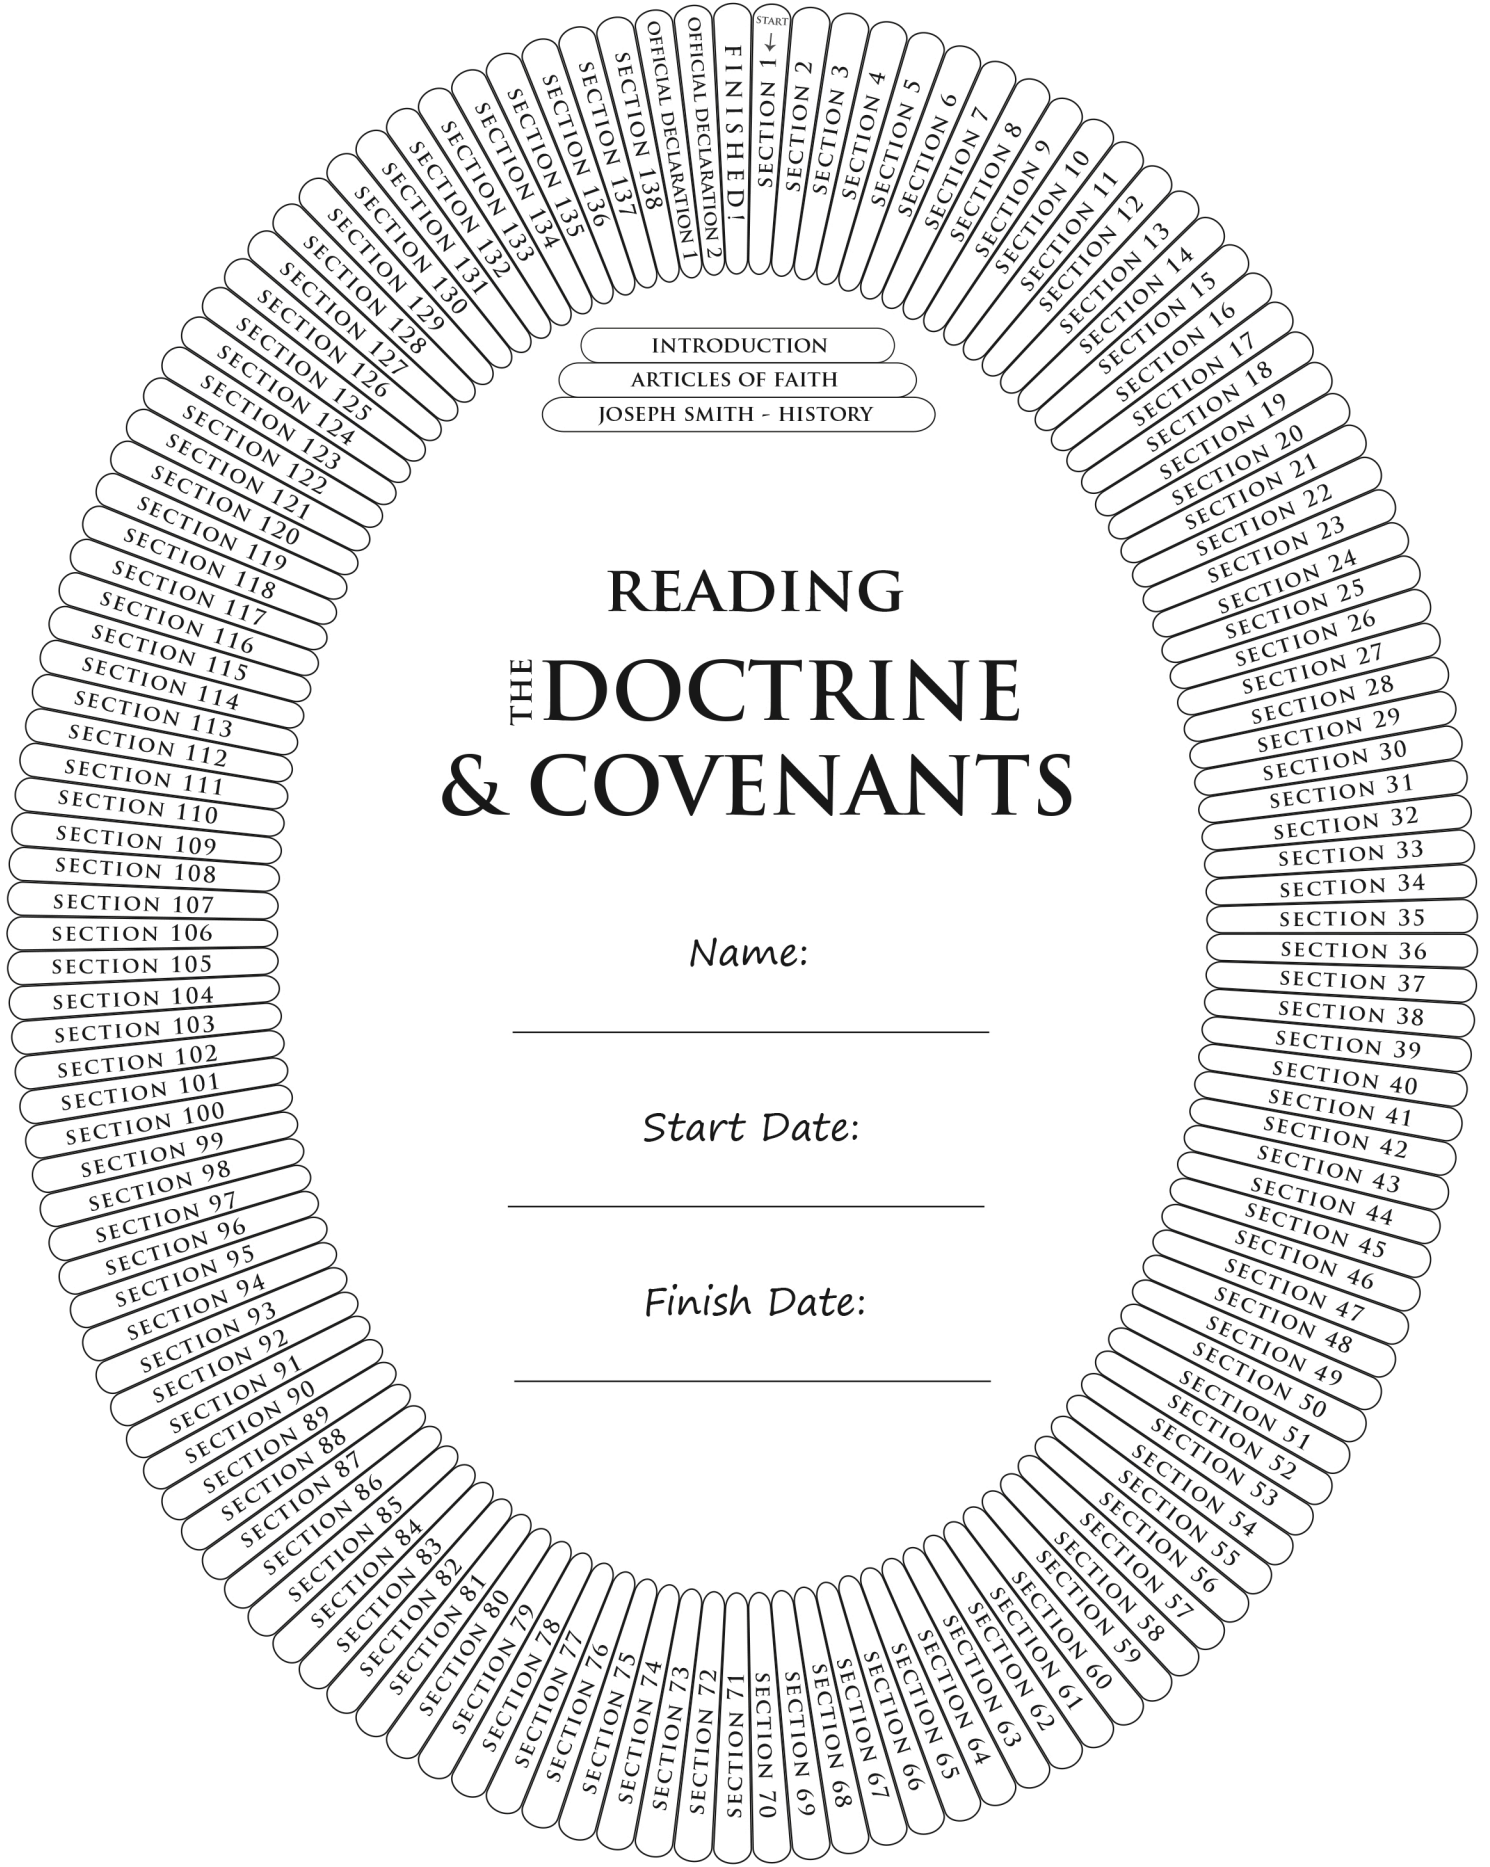 START
SECTION 1
SECTION 2
SECTION 3
SECTION 4
SECTION 5
SECTION 6
SECTION 7
SECTION 8
SECTION 9
SECTION 10
SECTION 11
SECTION 12
SECTION 13
SECTION 14
SECTION 15
SECTION 16
SECTION 17
SECTION 18
SECTION 19
SECTION 20
SECTION 21
SECTION 22
SECTION 23
SECTION 24
SECTION 25
SECTION 26
SECTION 27
SECTION 28
SECTION 29
SECTION 30
SECTION 31
SECTION 32
SECTION 33
SECTION 34
SECTION 35
SECTION 36
SECTION 37
SECTION 38
SECTION 39
SECTION 40
SECTION 41
SECTION 42
SECTION 43
SECTION 44
SECTION 45
SECTION 46
SECTION 47
SECTION 48
SECTION 49
SECTION 50
SECTION 51
SECTION 52
SECTION 53
SECTION 54
SECTION 55
SECTION 56
SECTION 57
SECTION 58
SECTION 59
SECTION 60
SECTION 61
SECTION 62
SECTION 63
SECTION 64
SECTION 65
SECTION 66
SECTION 67
SECTION 68
SECTION 69
SECTION 70
SECTION 71
SECTION 72
SECTION 73
SECTION 74
SECTION 75
SECTION 76
SECTION 77
SECTION 78
SECTION 79
SECTION 80
SECTION 81
SECTION 82
SECTION 83
SECTION 84
SECTION 85
SECTION 86
SECTION 87
SECTION 88
SECTION 89
SECTION 90
SECTION 91
SECTION 92
SECTION 93
SECTION 94
SECTION 95
SECTION 96
SECTION 97
SECTION 98
SECTION 99
SECTION 100
SECTION 101
SECTION 102
SECTION 103
SECTION 104
SECTION 105
SECTION 106
SECTION 107
SECTION 108
SECTION 109
SECTION 110
SECTION 111
SECTION 112
SECTION 113
SECTION 114
SECTION 115
SECTION 116
SECTION 117
SECTION 118
SECTION 119
SECTION 120
SECTION 121
SECTION 122
SECTION 123
SECTION 124
SECTION 125
SECTION 126
SECTION 127
SECTION 128
SECTION 129
SECTION 130
SECTION 131
SECTION 132
SECTION 133
SECTION 134
SECTION 135
SECTION 136
SECTION 137
SECTION 138
OFFICIAL DECLARATION 1
OFFICIAL DECLARATION 2
FINISHED!
INTRODUCTION
ARTICLES OF FAITH
JOSEPH SMITH - HISTORY
READING
THE DOCTRINE
& COVENANTS
Name:
Start Date:
Finish Date: